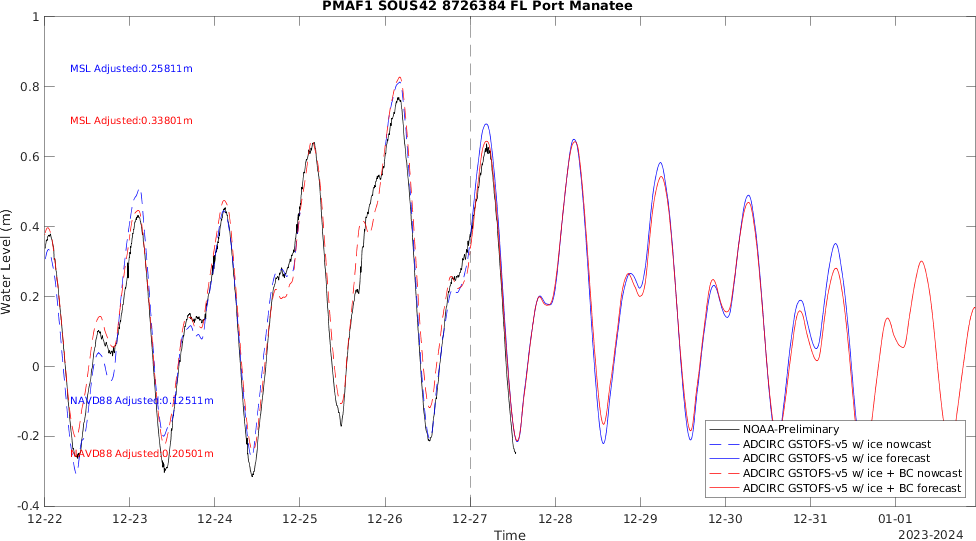 PMAF1 SOUS42 8726384 FL Port Manatee
Water Level (m)
1
0.8
0.6
0.4
0.2
0
-0.2
-0.4
MSL Adjusted:0.25811m
MSL Adjusted:0.33801m
NAVD88 Adjusted:0.12511m
NAVD88 Adjusted:0.20501m
NOAA-Preliminary
ADCIRC GSTOFS-v5 w/ ice nowcast
ADCIRC GSTOFS-v5 w/ ice forecast
ADCIRC GSTOFS-v5 w/ ice + BC nowcast
ADCIRC GSTOFS-v5 w/ ice + BC forecast
12-22 12-23 12-24 12-25 12-26 12-27 12-28 12-29 12-30 12-31 01-01
Time
2023-2024